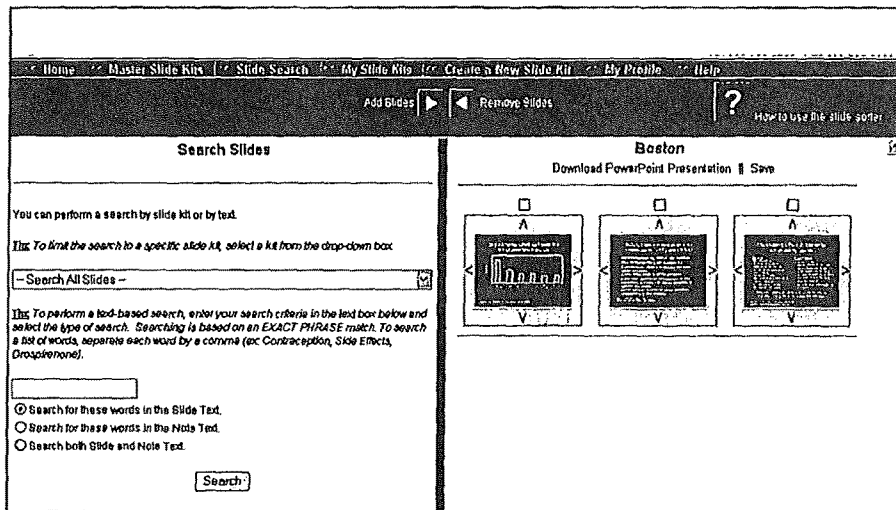 Home Master Slide Kits Slide Search My Slide Kits Create a New Slide Kit My Profile Help
Add Slides Remove Slides ? How to use the slide sorter
Search Slides
You can perform a search by slide kit or by text.
Tip: To limit the search to a specific slide kit, select a kit from the drop-down box.
-- Search All Slides --
Tip: To perform a text-based search, enter your search criteria in the text box below and
select the type of search. Searching is based on an EXACT PHRASE match. To search
a list of words, separate each word by a comma (ex: Contraception, Side Effects,
Drospirenone).
Search for these words in the Slide Text.
Search for these words in the Note Text.
Search both Slide and Note Text.
Search
Boston
Download PowerPoint Presentation || Save